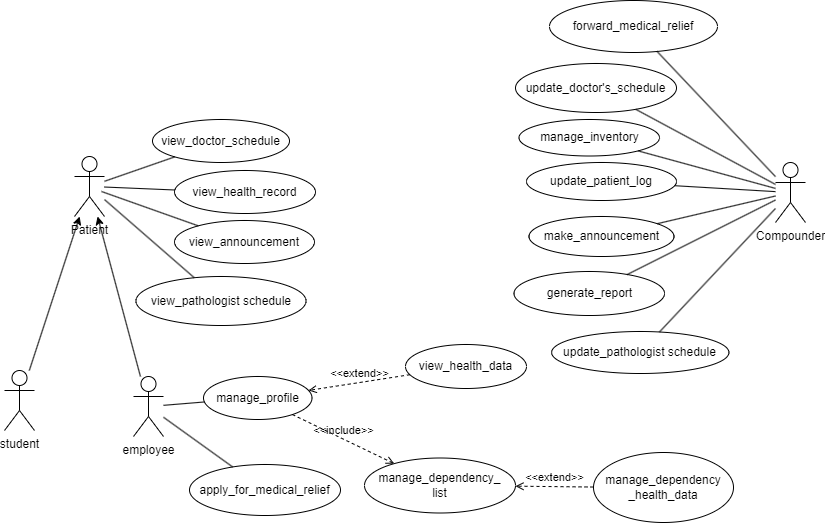 forward_medical_relief
update_doctor's_schedule
view_doctor_schedule
manage_inventory
view_health_record
update_patient_log
Patient
view_announcement
make_announcement
Compounder
view_pathologist schedule
generate_report
update_pathologist schedule
<<extend>>
view_health_data
manage_profile
<<include>>
student
employee
apply_for_medical_relief
manage_dependency_
list
<<extend>>
manage_dependency
_health_data